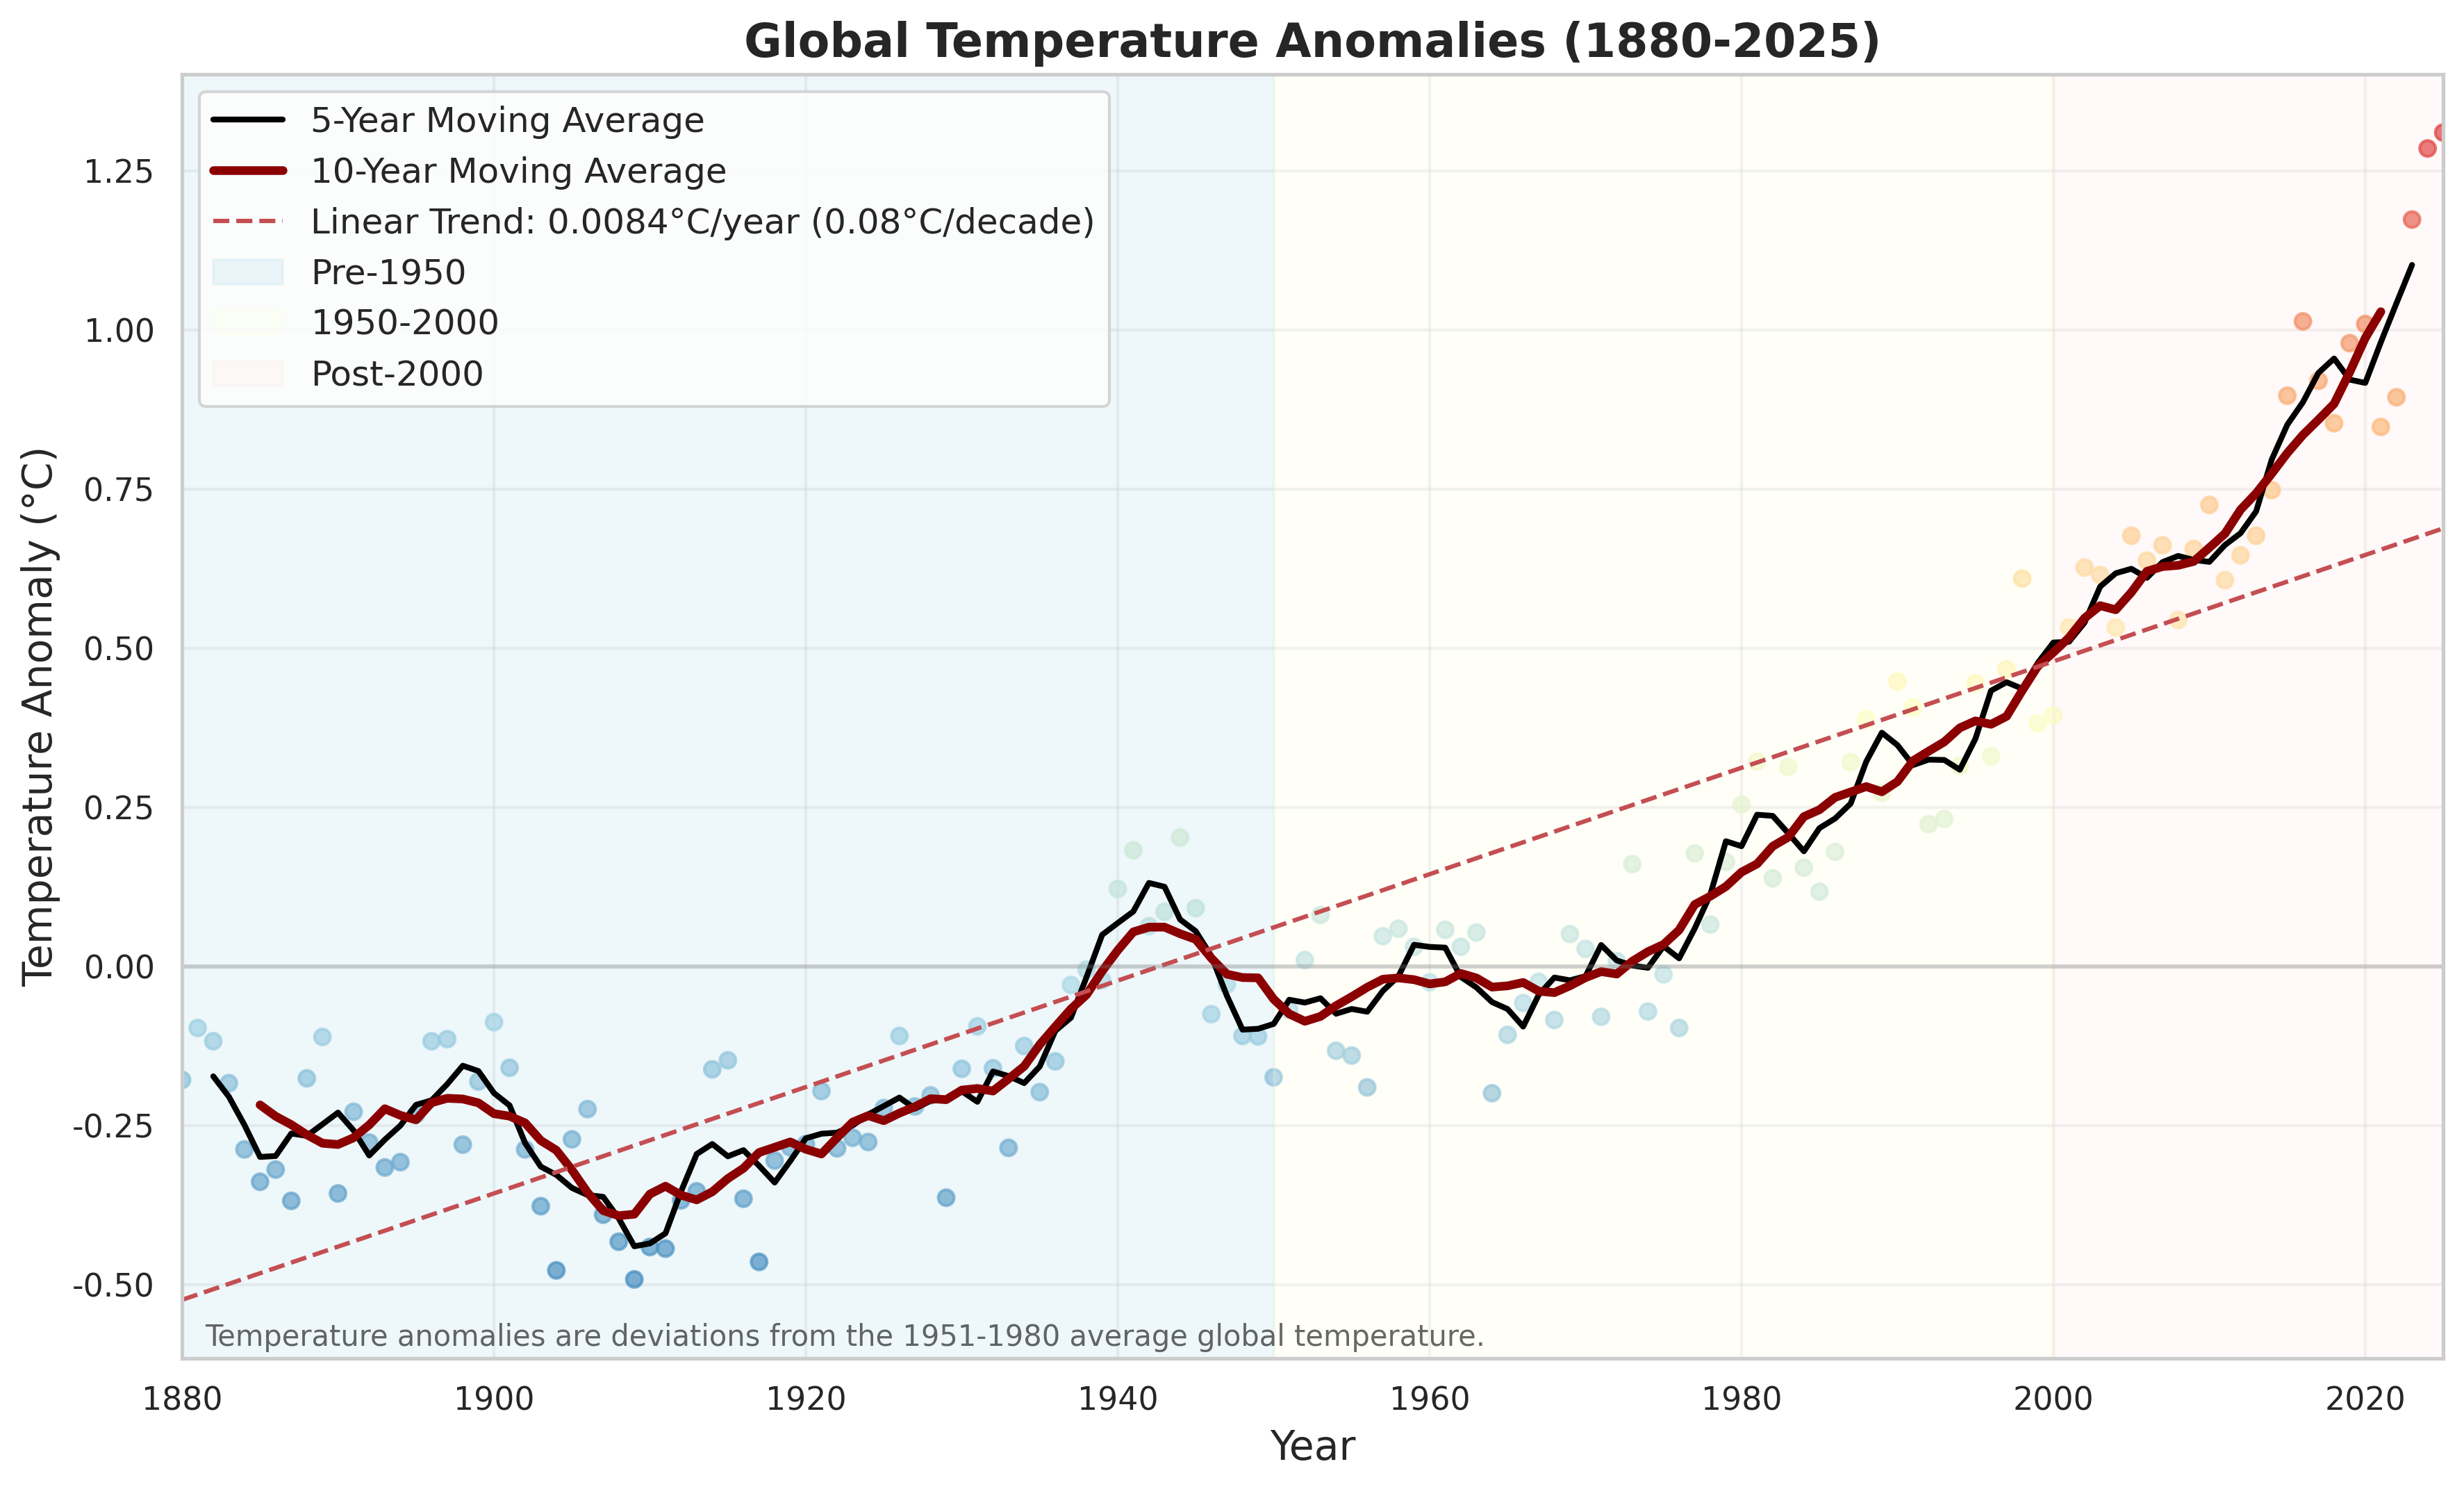 Global Temperature Anomalies (1880-2025)
5-Year Moving Average
10-Year Moving Average
Linear Trend: 0.0084°C/year (0.08°C/decade)
Pre-1950
1950-2000
Post-2000
Temperature Anomaly (°C)
1.25
1.00
0.75
0.50
0.25
0.00
-0.25
-0.50
Temperature anomalies are deviations from the 1951-1980 average global temperature.
1880 1900 1920 1940 1960 1980 2000 2020
Year